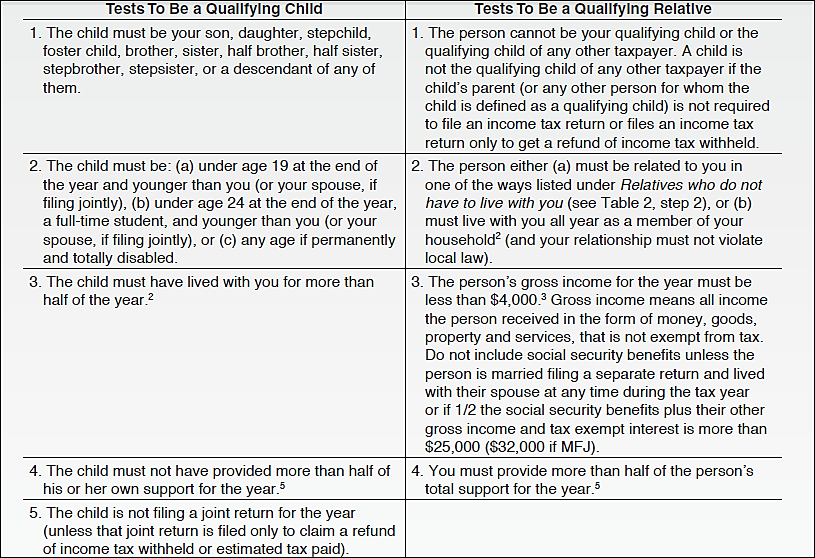 Tests To Be a Qualifying Child
Tests To Be a Qualifying Relative
1. The child must be your son, daughter, stepchild,
foster child, brother, sister, half brother, half sister,
stepbrother, stepsister, or a descendant of any of
them.
1. The person cannot be your qualifying child or the
qualifying child of any other taxpayer. A child is
not the qualifying child of any other taxpayer if the
child's parent (or any other person for whom the
child is defined as a qualifying child) is not required
to file an income tax return or files an income tax
return only to get a refund of income tax withheld.
2. The child must be: (a) under age 19 at the end of
the year and younger than you (or your spouse, if
filing jointly), (b) under age 24 at the end of the year,
a full-time student, and younger than you (or your
spouse, if filing jointly), or (c) any age if permanently
and totally disabled.
2. The person either (a) must be related to you in
one of the ways listed under Relatives who do not
have to live with you (see Table 2, step 2), or (b)
must live with you all year as a member of your
household² (and your relationship must not violate
local law).
3. The child must have lived with you for more than
half of the year.²
3. The person's gross income for the year must be
less than $4,000.³ Gross income means all income
the person received in the form of money, goods,
property and services, that is not exempt from tax.
Do not include social security benefits unless the
person is married filing a separate return and lived
with their spouse at any time during the tax year
or if 1/2 the social security benefits plus their other
gross income and tax exempt interest is more than
$25,000 ($32,000 if MFJ).
4. The child must not have provided more than half of
his or her own support for the year.⁵
4. You must provide more than half of the person's
total support for the year.⁵
5. The child is not filing a joint return for the year
(unless that joint return is filed only to claim a refund
of income tax withheld or estimated tax paid).